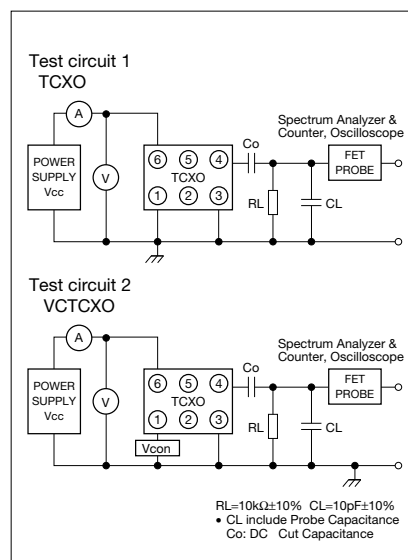 Test circuit 1
TCXO
A
POWER
SUPPLY
Vcc
V
6 5 4
TCXO
1 2 3
Co
RL
CL
Spectrum Analyzer &
Counter, Oscilloscope
FET
PROBE
Test circuit 2
VCTCXO
A
POWER
SUPPLY
Vcc
V
6 5 4
TCXO
1 2 3
Vcon
Co
RL
CL
Spectrum Analyzer &
Counter, Oscilloscope
FET
PROBE
RL=10kΩ±10% CL=10pF±10%
• CL include Probe Capacitance
Co: DC Cut Capacitance